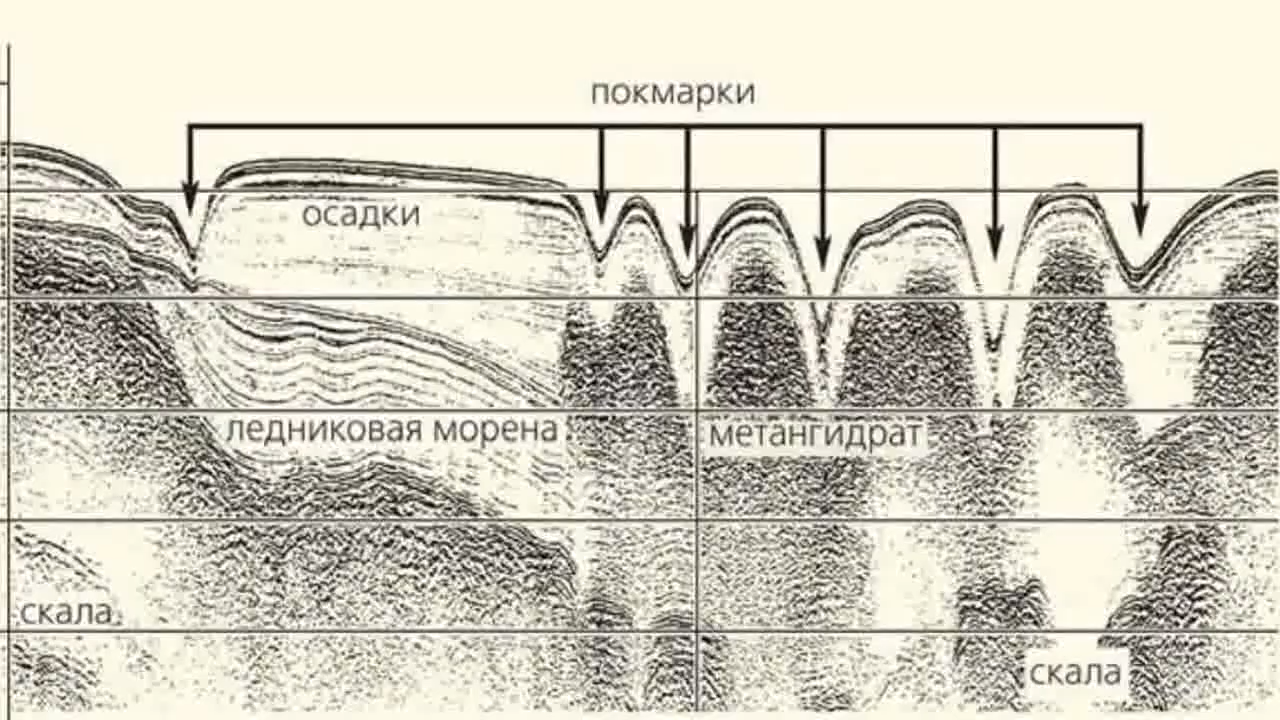 покмарки
осадки
ледниковая морена
метангидрат
скала
скала